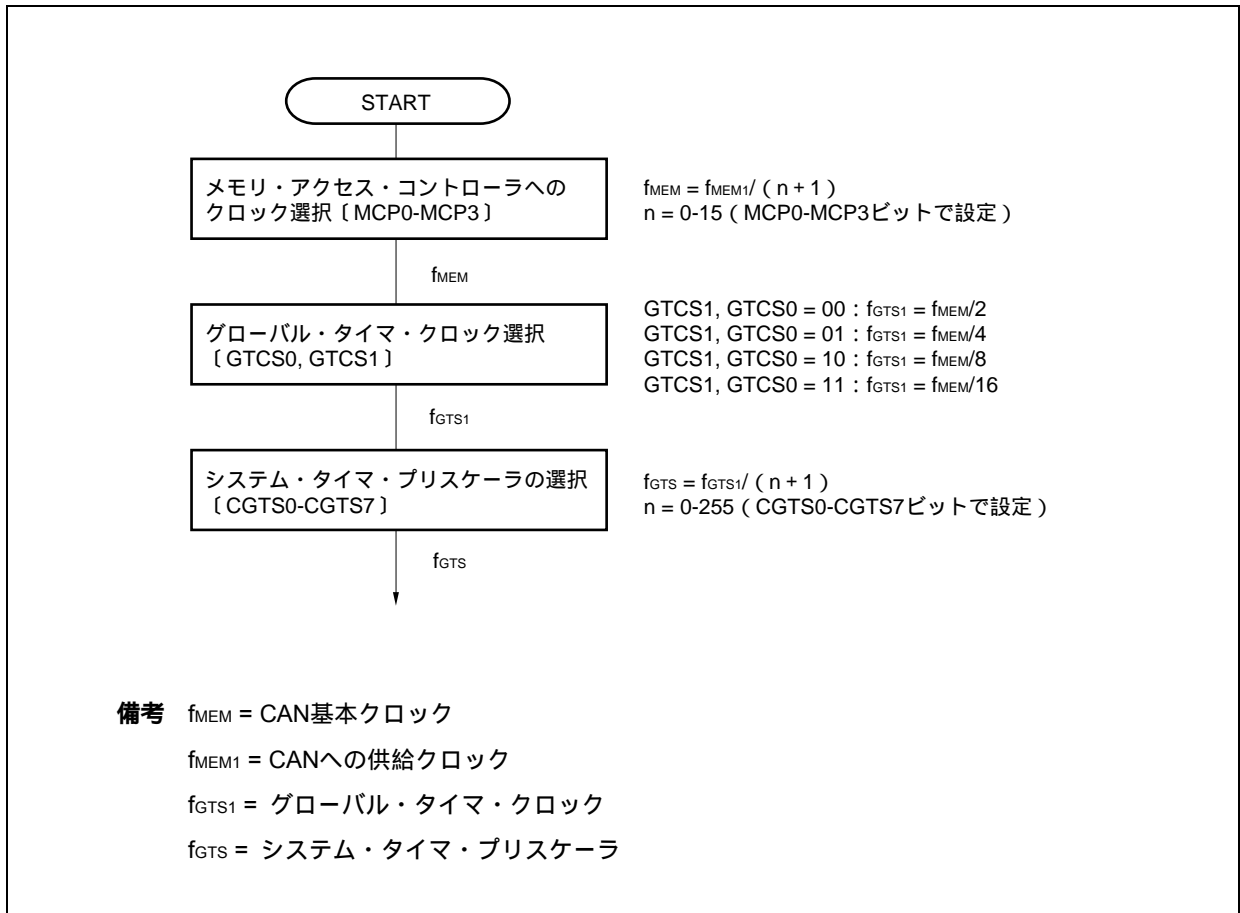 START
メモリ・アクセス・コントローラへの
クロック選択〔MCP0-MCP3〕
fMEM = fMEM1/（n + 1）
n = 0-15（MCP0-MCP3ビットで設定）
fMEM
グローバル・タイマ・クロック選択
〔GTCS0, GTCS1〕
GTCS1, GTCS0 = 00：fGTS1 = fMEM/2
GTCS1, GTCS0 = 01：fGTS1 = fMEM/4
GTCS1, GTCS0 = 10：fGTS1 = fMEM/8
GTCS1, GTCS0 = 11：fGTS1 = fMEM/16
fGTS1
システム・タイマ・プリスケーラの選択
〔CGTS0-CGTS7〕
fGTS = fGTS1/（n + 1）
n = 0-255（CGTS0-CGTS7ビットで設定）
fGTS
備考 fMEM = CAN基本クロック
fMEM1 = CANへの供給クロック
fGTS1 = グローバル・タイマ・クロック
fGTS = システム・タイマ・プリスケーラ